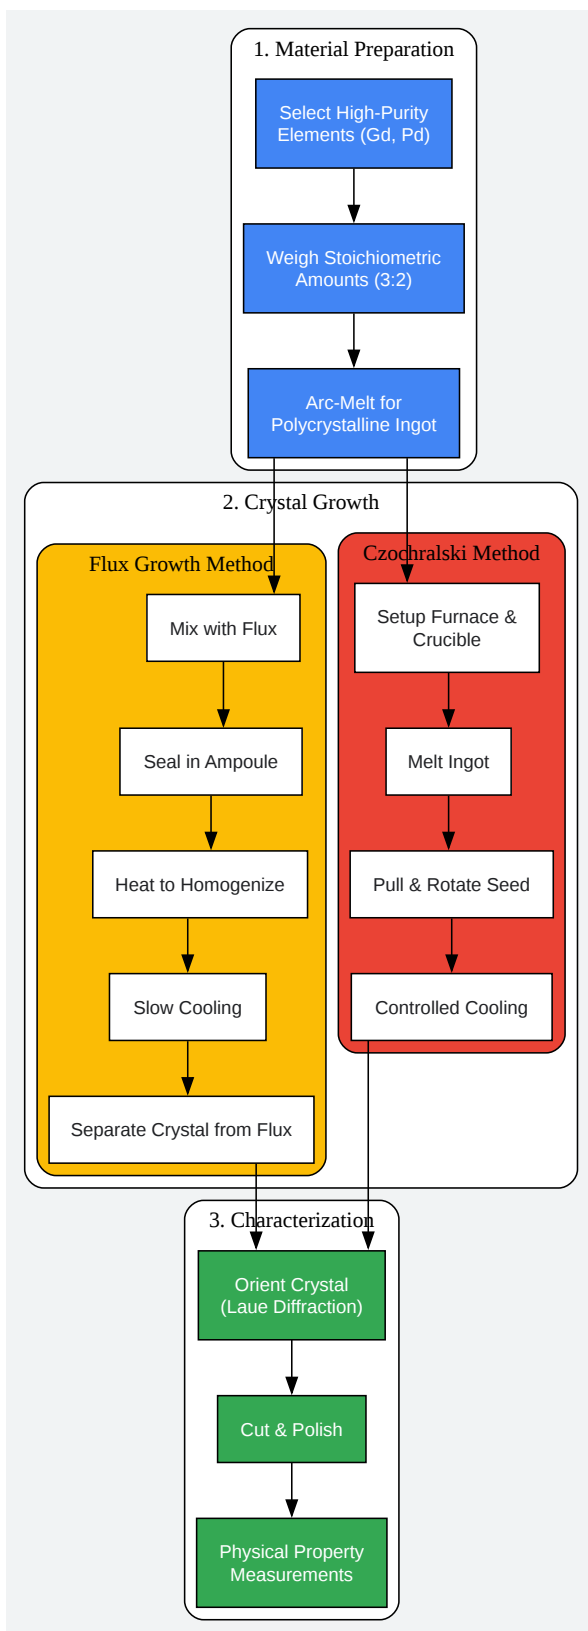 1. Material Preparation
Select High-Purity
Elements (Gd, Pd)
Weigh Stoichiometric
Amounts (3:2)
Arc-Melt for
Polycrystalline Ingot
2. Crystal Growth
Flux Growth Method
Mix with Flux
Seal in Ampoule
Heat to Homogenize
Slow Cooling
Separate Crystal from Flux
Czochralski Method
Setup Furnace &
Crucible
Melt Ingot
Pull & Rotate Seed
Controlled Cooling
3. Characterization
Orient Crystal
(Laue Diffraction)
Cut & Polish
Physical Property
Measurements